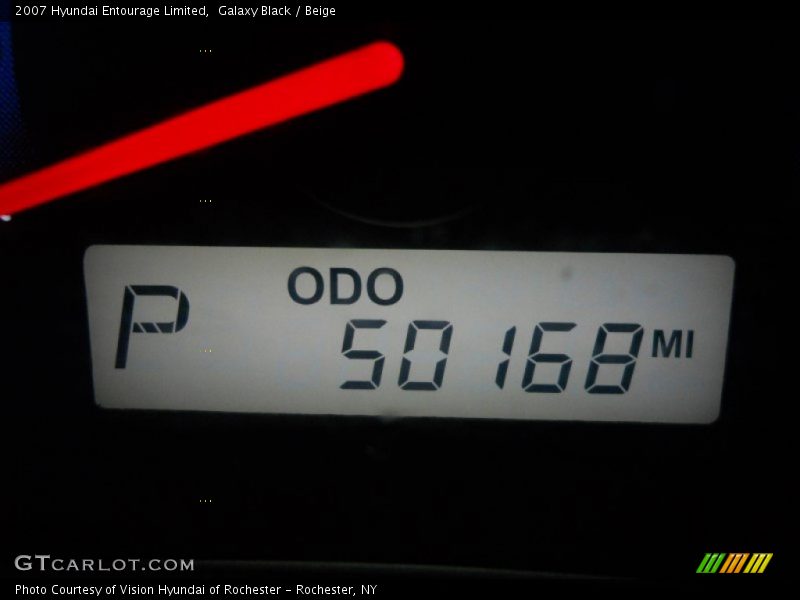 2007 Hyundai Entourage Limited,  Galaxy Black / Beige
ODO
P 50168 MI
GTCARLOT.COM
Photo Courtesy of Vision Hyundai of Rochester - Rochester, NY